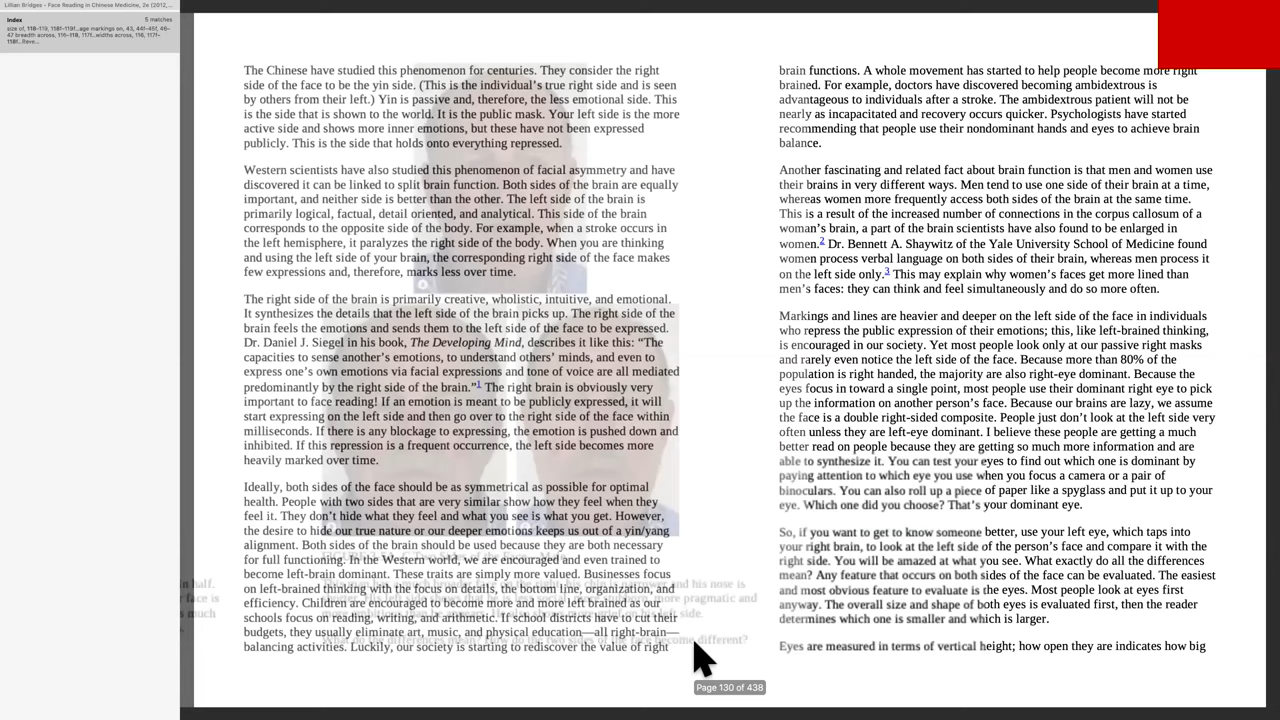 Lillian Bridges - Face Reading in Chinese Medicine, 2e (2012,...
Index
5 matches
size of, 118–119, 118f–119f...age markings on, 43, 44f–45f, 46–
47 breadth across, 116–118, 117f...widths across, 116, 117f–
118f...Reve...
The Chinese have studied this phenomenon for centuries. They consider the right
side of the face to be the yin side. (This is the individual’s true right side and is seen
by others from their left.) Yin is passive and, therefore, the less emotional side. This
is the side that is shown to the world. It is the public mask. Your left side is the more
active side and shows more inner emotions, but these have not been expressed
publicly. This is the side that holds onto everything repressed.
Western scientists have also studied this phenomenon of facial asymmetry and have
discovered it can be linked to split brain function. Both sides of the brain are equally
important, and neither side is better than the other. The left side of the brain is
primarily logical, factual, detail oriented, and analytical. This side of the brain
corresponds to the opposite side of the body. For example, when a stroke occurs in
the left hemisphere, it paralyzes the right side of the body. When you are thinking
and using the left side of your brain, the corresponding right side of the face makes
few expressions and, therefore, marks less over time.
The right side of the brain is primarily creative, wholistic, intuitive, and emotional.
It synthesizes the details that the left side of the brain picks up. The right side of the
brain feels the emotions and sends them to the left side of the face to be expressed.
Dr. Daniel J. Siegel in his book, The Developing Mind, describes it like this: “The
capacities to sense another’s emotions, to understand others’ minds, and even to
express one’s own emotions via facial expressions and tone of voice are all mediated
predominantly by the right side of the brain.”1 The right brain is obviously very
important to face reading! If an emotion is meant to be publicly expressed, it will
start expressing on the left side and then go over to the right side of the face within
milliseconds. If there is any blockage to expressing, the emotion is pushed down and
inhibited. If this repression is a frequent occurrence, the left side becomes more
heavily marked over time.
Ideally, both sides of the face should be as symmetrical as possible for optimal
health. People with two sides that are very similar show how they feel when they
feel it. They don’t hide what they feel and what you see is what you get. However,
the desire to hide our true nature or our deeper emotions keeps us out of a yin/yang
alignment. Both sides of the brain should be used because they are both necessary
for full functioning. In the Western world, we are encouraged and even trained to
become left-brain dominant. These traits are simply more valued. Businesses focus
on left-brained thinking with the focus on details, the bottom line, organization, and
efficiency. Children are encouraged to become more and more left brained as our
schools focus on reading, writing, and arithmetic. If school districts have to cut their
budgets, they usually eliminate art, music, and physical education—all right-brain—
balancing activities. Luckily, our society is starting to rediscover the value of right
brain functions. A whole movement has started to help people become more right
brained. For example, doctors have discovered becoming ambidextrous is
advantageous to individuals after a stroke. The ambidextrous patient will not be
nearly as incapacitated and recovery occurs quicker. Psychologists have started
recommending that people use their nondominant hands and eyes to achieve brain
balance.
Another fascinating and related fact about brain function is that men and women use
their brains in very different ways. Men tend to use one side of their brain at a time,
whereas women more frequently access both sides of the brain at the same time.
This is a result of the increased number of connections in the corpus callosum of a
woman’s brain, a part of the brain scientists have also found to be enlarged in
women.2 Dr. Bennett A. Shaywitz of the Yale University School of Medicine found
women process verbal language on both sides of their brain, whereas men process it
on the left side only.3 This may explain why women’s faces get more lined than
men’s faces: they can think and feel simultaneously and do so more often.
Markings and lines are heavier and deeper on the left side of the face in individuals
who repress the public expression of their emotions; this, like left-brained thinking,
is encouraged in our society. Yet most people look only at our passive right masks
and rarely even notice the left side of the face. Because more than 80% of the
population is right handed, the majority are also right-eye dominant. Because the
eyes focus in toward a single point, most people use their dominant right eye to pick
up the information on another person’s face. Because our brains are lazy, we assume
the face is a double right-sided composite. People just don’t look at the left side very
often unless they are left-eye dominant. I believe these people are getting a much
better read on people because they are getting so much more information and are
able to synthesize it. You can test your eyes to find out which one is dominant by
paying attention to which eye you use when you focus a camera or a pair of
binoculars. You can also roll up a piece of paper like a spyglass and put it up to your
eye. Which one did you choose? That’s your dominant eye.
So, if you want to get to know someone better, use your left eye, which taps into
your right brain, to look at the left side of the person’s face and compare it with the
right side. You will be amazed at what you see. What exactly do all the differences
mean? Any feature that occurs on both sides of the face can be evaluated. The easiest
and most obvious feature to evaluate is the eyes. Most people look at eyes first
anyway. The overall size and shape of both eyes is evaluated first, then the reader
determines which one is smaller and which is larger.
Eyes are measured in terms of vertical height; how open they are indicates how big
Page 130 of 438